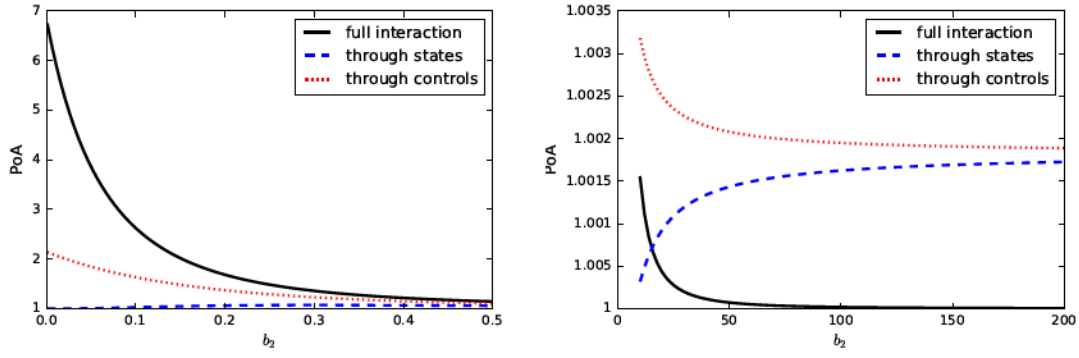 7
6
5
4
3
2
1
PoA
full interaction
through states
through controls
0.0
0.1
0.2
0.3
0.4
0.5
b2
1.0035
1.003
1.0025
1.002
1.0015
1.001
1.005
1
PoA
full interaction
through states
through controls
0
50
100
150
200
b2